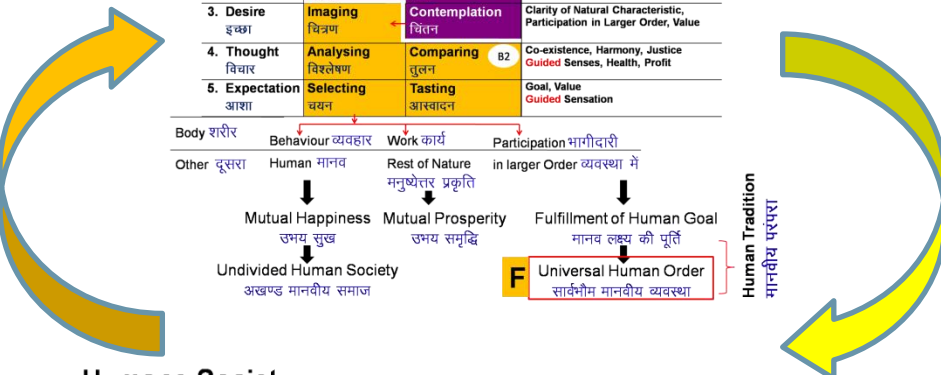 3. Desire Imaging Contemplation Clarity of Natural Characteristic,
इच्छा चित्रण चिंतन Participation in Larger Order, Value
4. Thought Analysing Comparing B2 Co-existence, Harmony, Justice
विचार विश्लेषण तुलन Guided Senses, Health, Profit
5. Expectation Selecting Tasting Goal, Value
आशा चयन आस्वादन Guided Sensation
Body शरीर Behaviour व्यवहार Work कार्य Participation भागीदारी
Other दूसरा Human मानव Rest of Nature in larger Order व्यवस्था में
मनुष्येत्तर प्रकृति
Mutual Happiness Mutual Prosperity Fulfillment of Human Goal
उभय सुख उभय समृद्धि मानव लक्ष्य की पूर्ति
Undivided Human Society F Universal Human Order
अखण्ड मानवीय समाज सार्वभौम मानवीय व्यवस्था
Human Tradition
मानवीय परंपरा